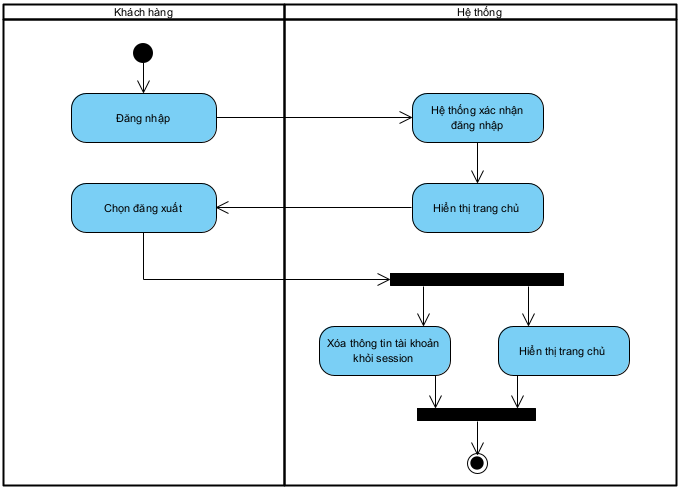 Khách hàng
Hệ thống
Đăng nhập
Hệ thống xác nhận
đăng nhập
Chọn đăng xuất
Hiển thị trang chủ
Xóa thông tin tài khoản
khỏi session
Hiển thị trang chủ